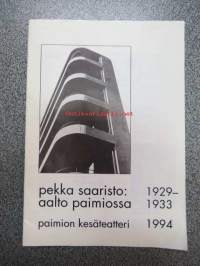 pekka saaristo: 1929–
aalto paimiossa 1933
paimion kesäteatteri 1994